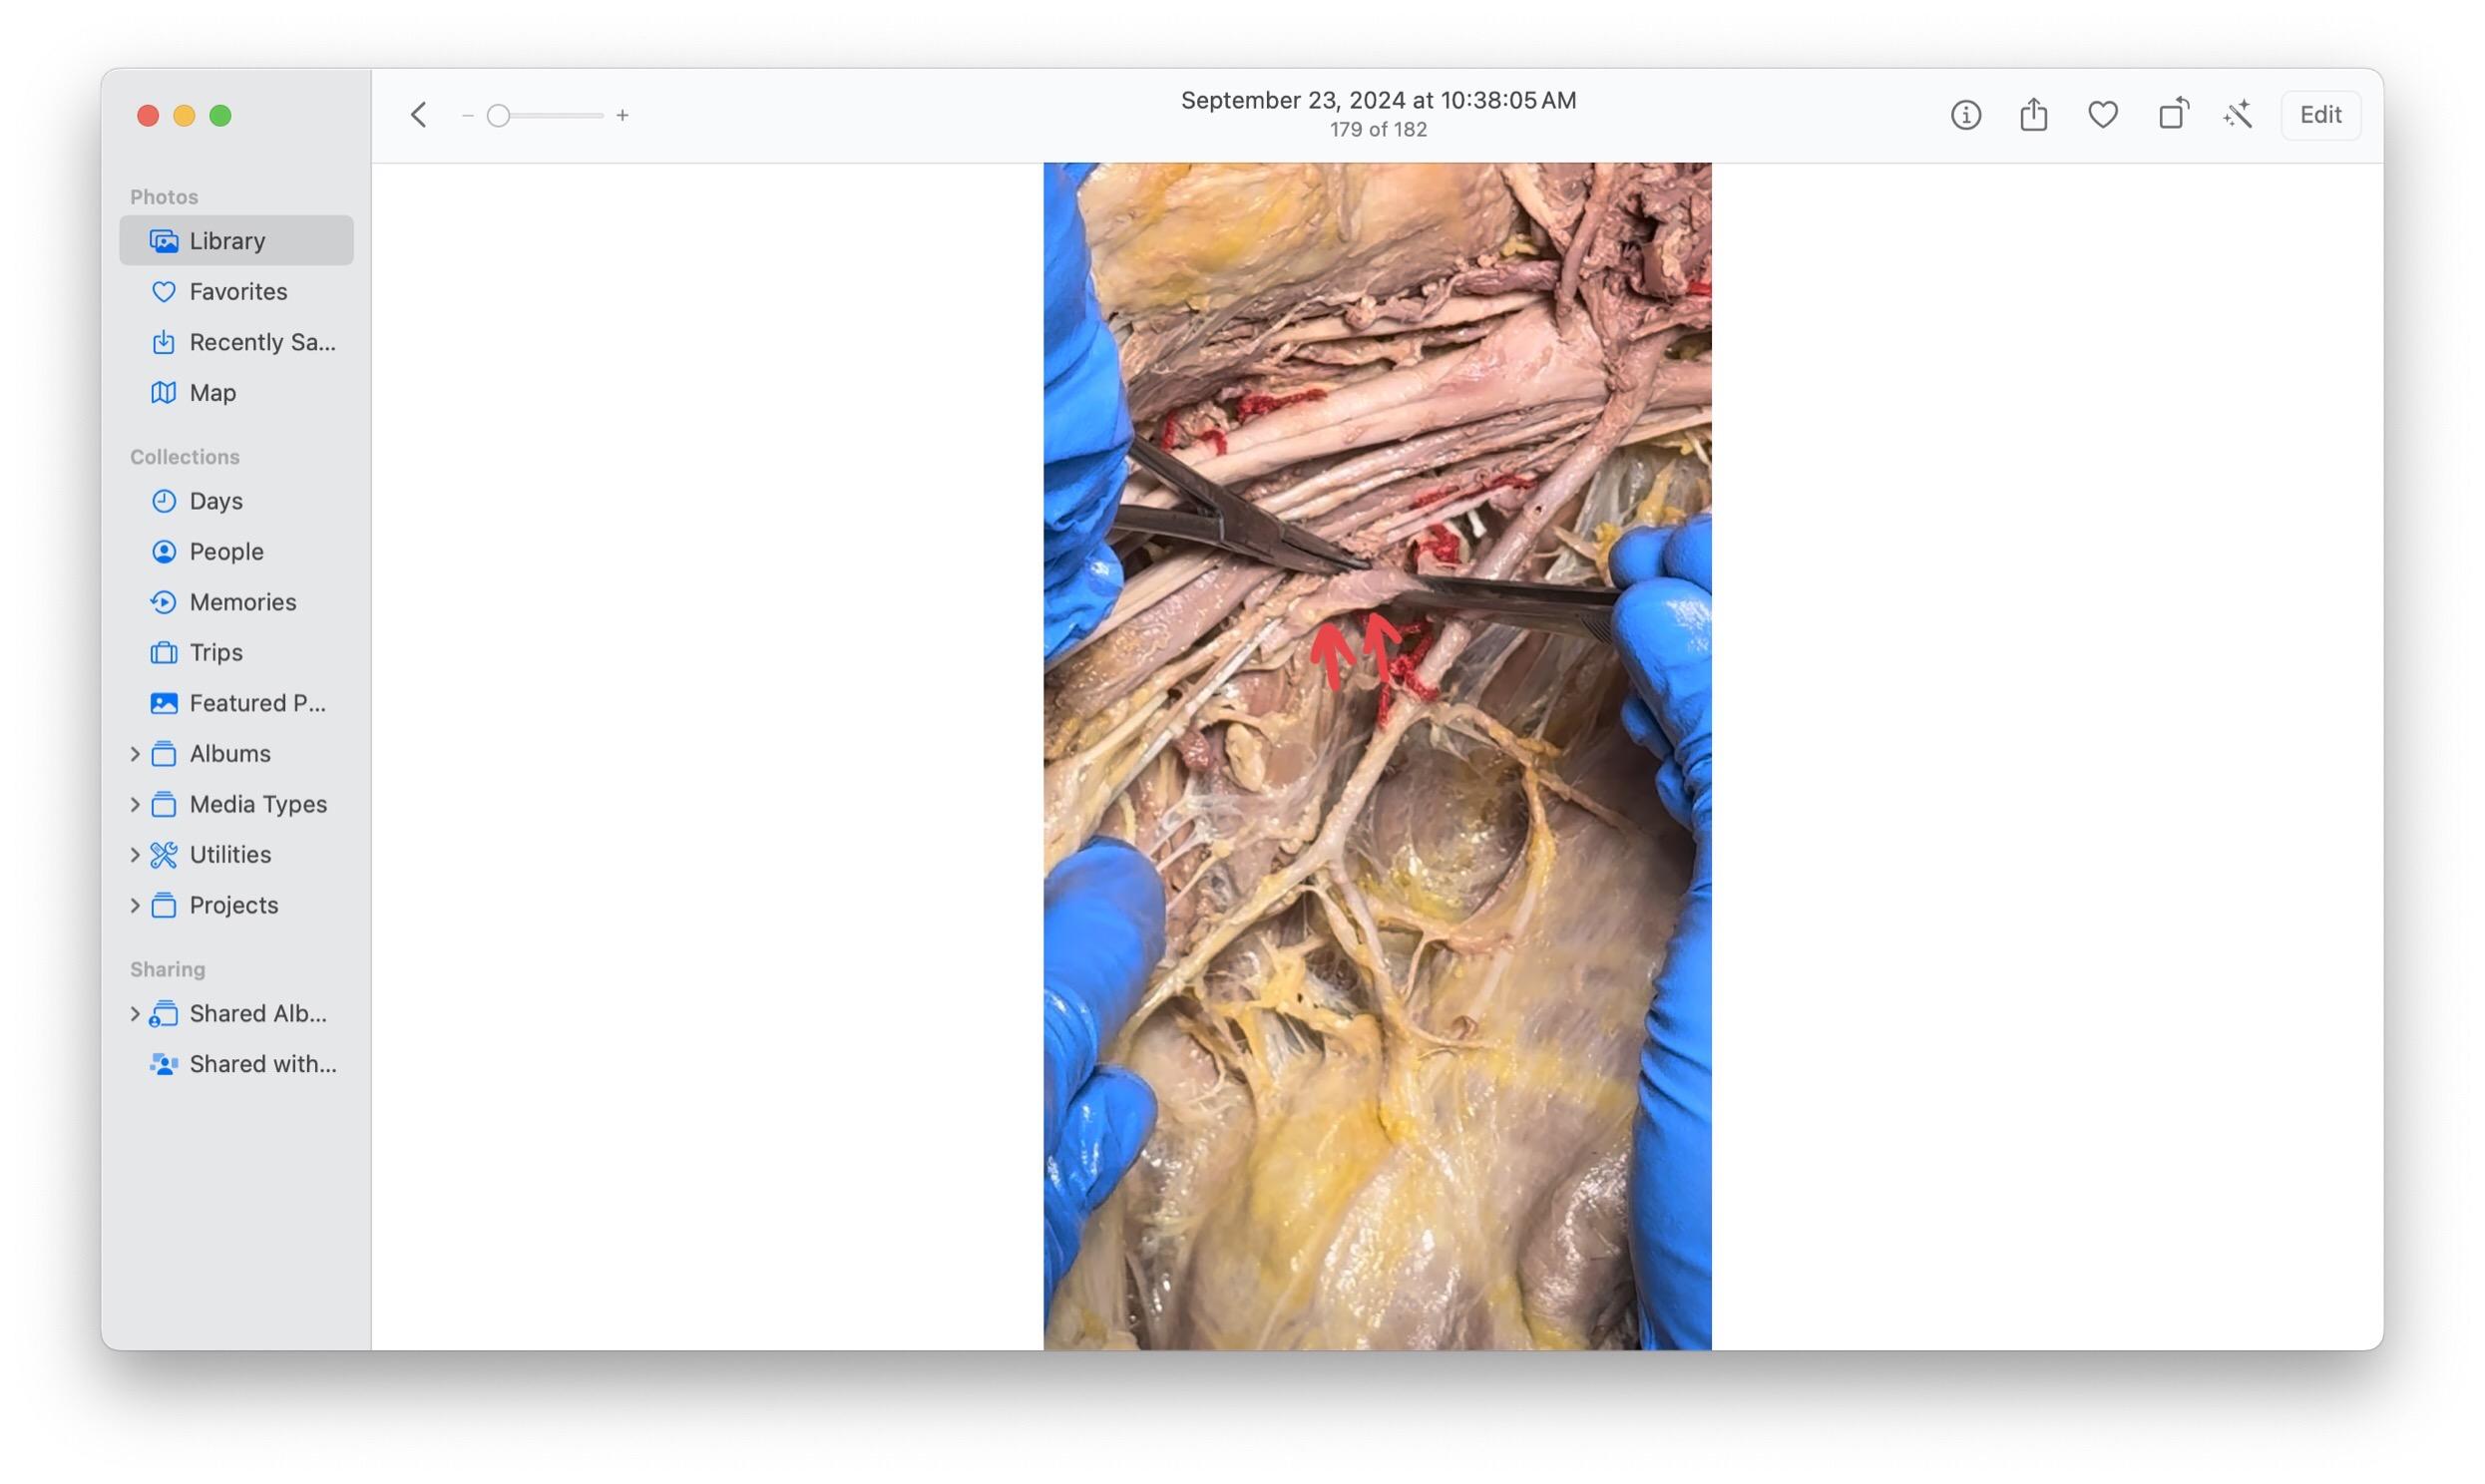 September 23, 2024 at 10:38:05 AM
179 of 182
Edit
Photos
Library
Favorites
Recently Sa...
Map
Collections
Days
People
Memories
Trips
Featured P...
Albums
Media Types
Utilities
Projects
Sharing
Shared Alb...
Shared with...